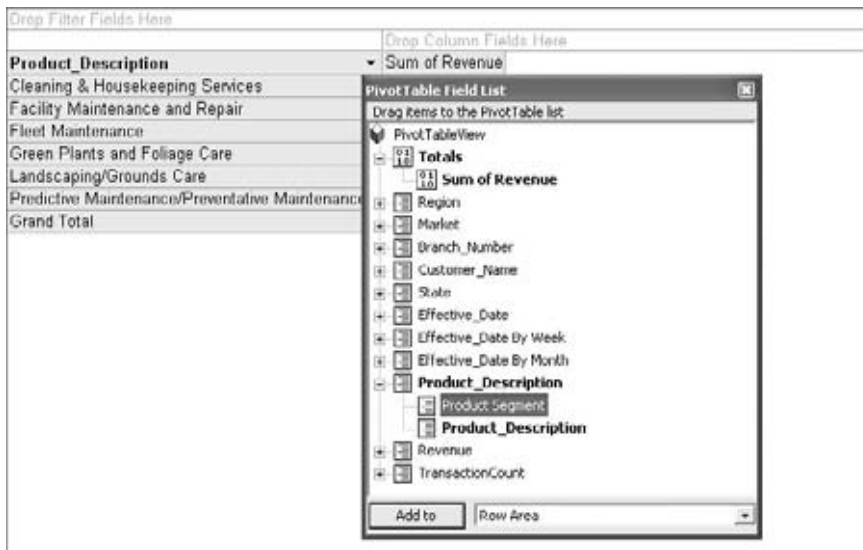 Drop Filter Fields Here
Drop Column Fields Here
Product_Description
Sum of Revenue
Cleaning & Housekeeping Services
Facility Maintenance and Repair
Fleet Maintenance
Green Plants and Foliage Care
Landscaping/Grounds Care
Predictive Maintenance/Preventative Maintenance
Grand Total
PivotTable Field List
Drag items to the PivotTable list
PivotTableView
Totals
Sum of Revenue
Region
Market
Branch_Number
Customer_Name
State
Effective_Date
Effective_Date By Week
Effective_Date By Month
Product_Description
Product Segment
Product_Description
Revenue
TransactionCount
Add to
Row Area